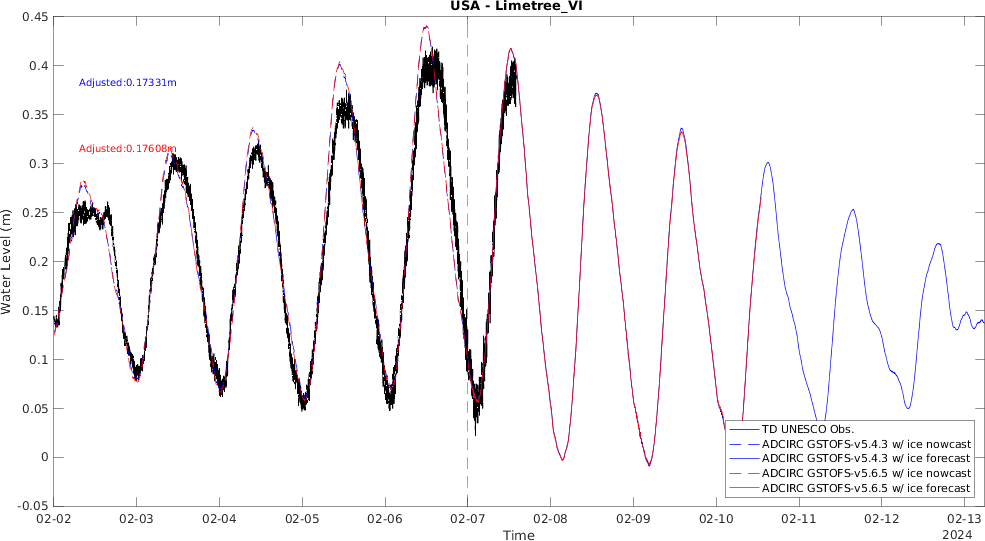 USA - Limetree_VI
0.45
0.4
0.35
0.3
0.25
0.2
0.15
0.1
0.05
0
-0.05
Water Level (m)
Adjusted:0.17331m
Adjusted:0.17608m
TD UNESCO Obs.
ADCIRC GSTOFS-v5.4.3 w/ ice nowcast
ADCIRC GSTOFS-v5.4.3 w/ ice forecast
ADCIRC GSTOFS-v5.6.5 w/ ice nowcast
ADCIRC GSTOFS-v5.6.5 w/ ice forecast
02-02 02-03 02-04 02-05 02-06 02-07 02-08 02-09 02-10 02-11 02-12 02-13
Time
2024